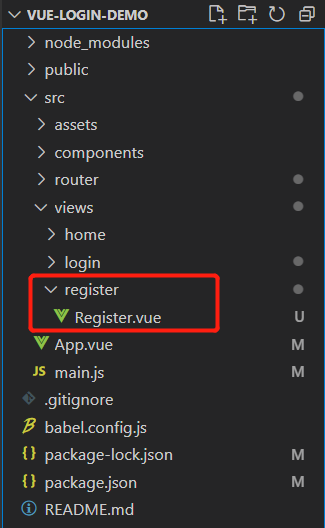 VUE-LOGIN-DEMO
node_modules
public
src
assets
components
router
views
home
login
register
Register.vue U
App.vue M
JS main.js M
.gitignore
babel.config.js
package-lock.json M
package.json M
README.md